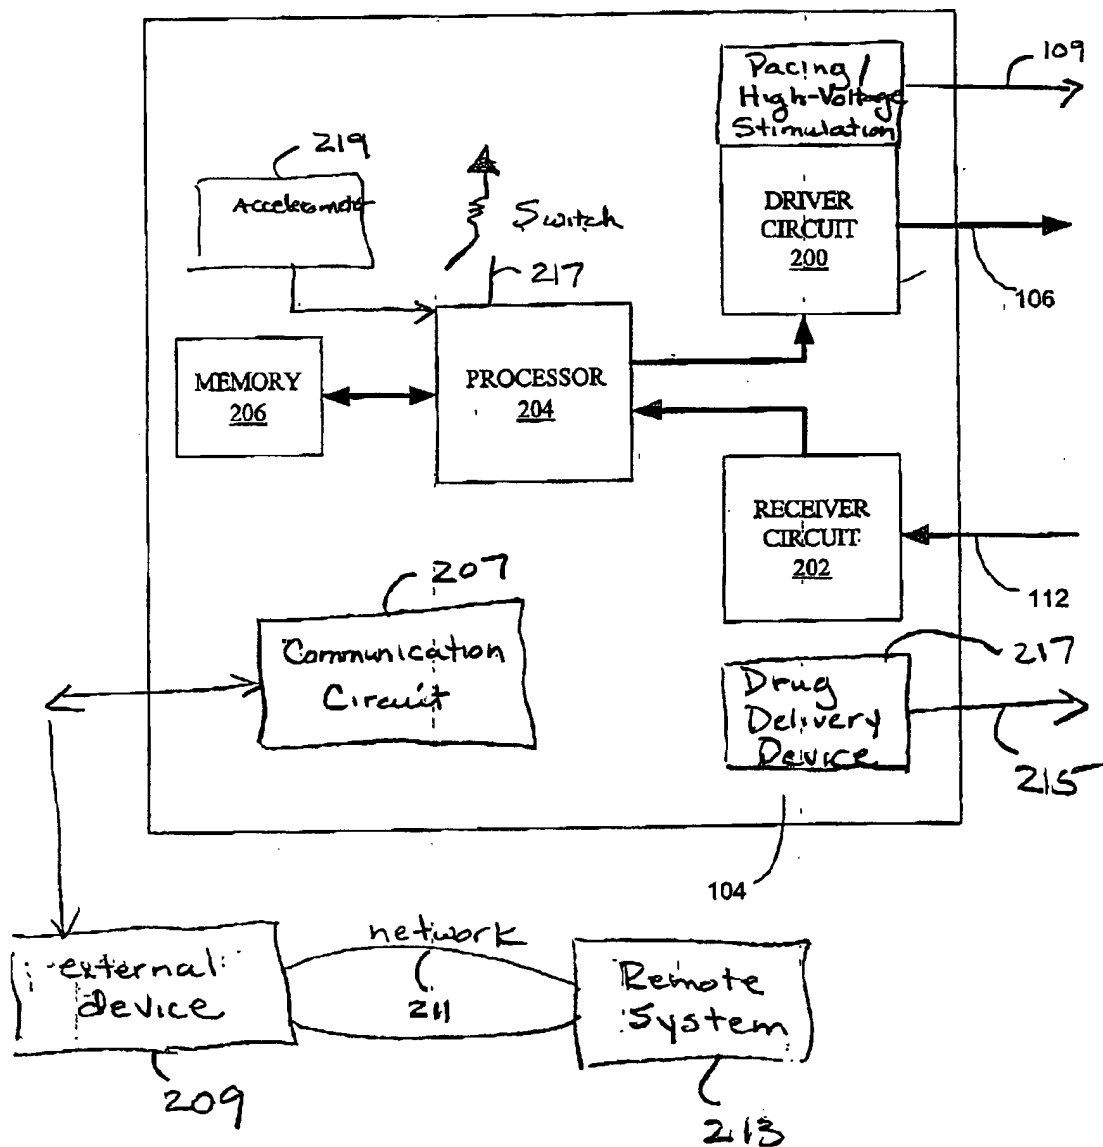 Pacing/
High-Voltage
Stimulation
109
219
Accelerometer
Switch
217
DRIVER
CIRCUIT
200
106
MEMORY
206
PROCESSOR
204
RECEIVER
CIRCUIT
202
112
207
Communication
Circuit
217
Drug
Delivery
Device
215
104
network
211
external
device
Remote
System
209
213